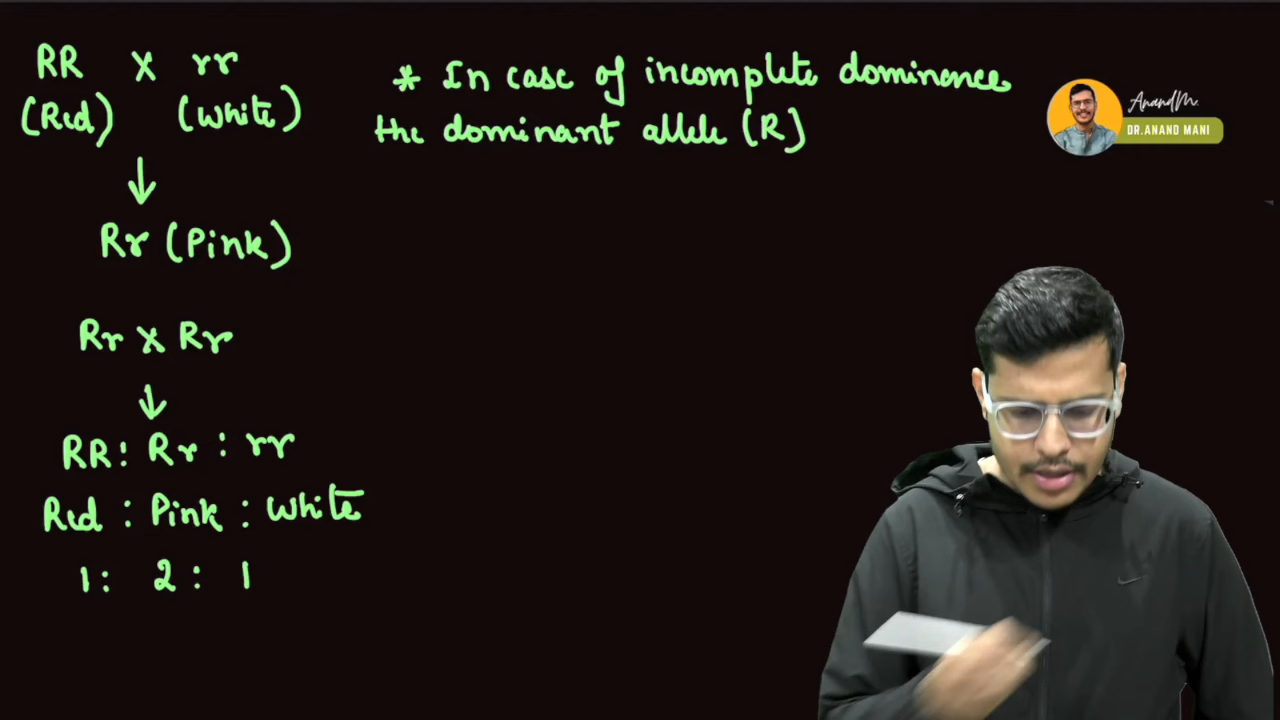 RR X rr
(Red) (White)
↓
Rr (Pink)
Rr X Rr
↓
RR : Rr : rr
Red : Pink : White
1 : 2 : 1
* In case of incomplete dominence
the dominant allele (R)
AnandM.
DR.ANAND MANI